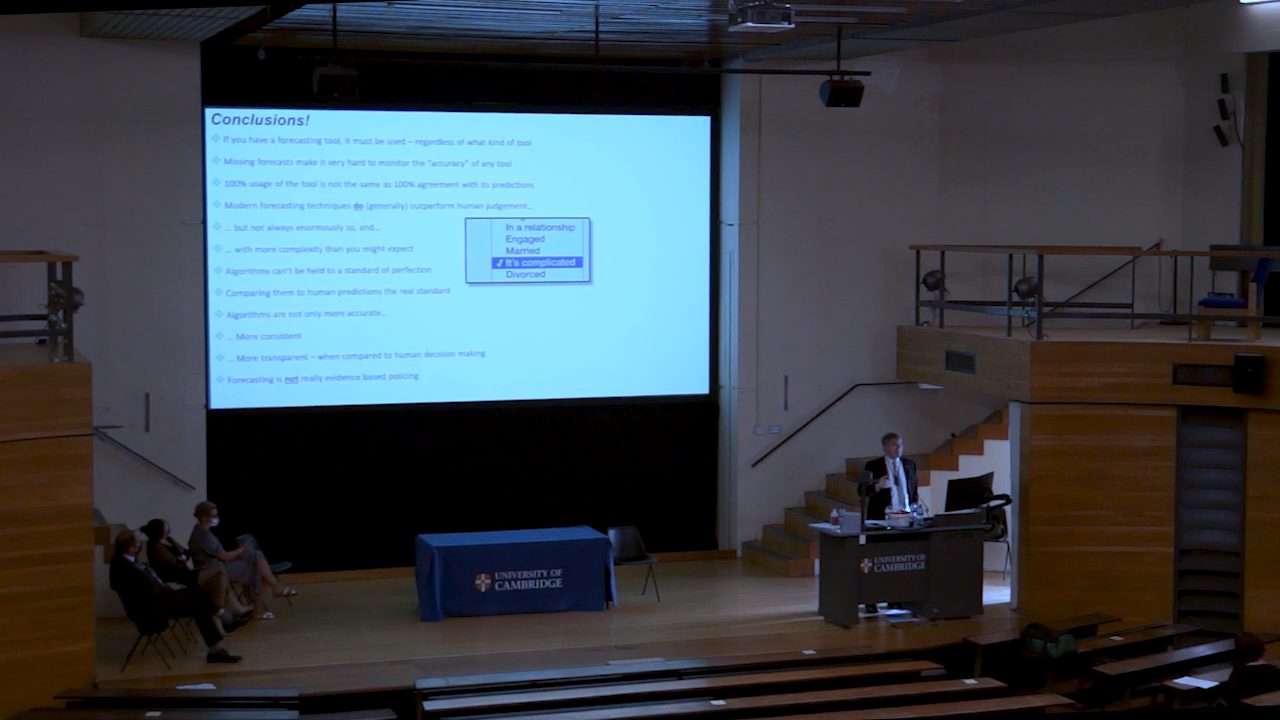 Conclusions!
If you have a forecasting tool, it must be used – regardless of what kind of tool
Missing forecasts make it very hard to monitor the "accuracy" of any tool
100% usage of the tool is not the same as 100% agreement with its predictions
Modern forecasting techniques do (generally) outperform human judgement...
... but not always enormously so, and...
... with more complexity than you might expect
Algorithms can't be held to a standard of perfection
Comparing them to human predictions the real standard
Algorithms are not only more accurate...
... More consistent
... More transparent – when compared to human decision making
Forecasting is not really evidence based policing
In a relationship
Engaged
Married
✓ It's complicated
Divorced
UNIVERSITY OF
CAMBRIDGE
UNIVERSITY OF
CAMBRIDGE